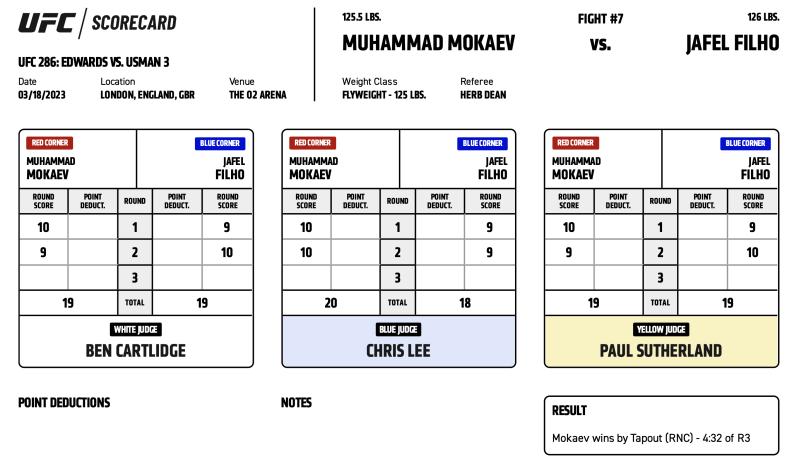 UFC / SCORECARD
UFC 286: EDWARDS VS. USMAN 3
Date Location Venue
03/18/2023 LONDON, ENGLAND, GBR THE O2 ARENA
125.5 LBS. FIGHT #7 126 LBS.
MUHAMMAD MOKAEV VS. JAFEL FILHO
Weight Class Referee
FLYWEIGHT - 125 LBS. HERB DEAN
RED CORNER BLUE CORNER
MUHAMMAD JAFEL
MOKAEV FILHO
ROUND SCORE POINT DEDUCT. ROUND POINT DEDUCT. ROUND SCORE
10 1 9
9 2 10
3
19 TOTAL 19
WHITE JUDGE
BEN CARTLIDGE
RED CORNER BLUE CORNER
MUHAMMAD JAFEL
MOKAEV FILHO
ROUND SCORE POINT DEDUCT. ROUND POINT DEDUCT. ROUND SCORE
10 1 9
10 2 9
3
20 TOTAL 18
BLUE JUDGE
CHRIS LEE
RED CORNER BLUE CORNER
MUHAMMAD JAFEL
MOKAEV FILHO
ROUND SCORE POINT DEDUCT. ROUND POINT DEDUCT. ROUND SCORE
10 1 9
9 2 10
3
19 TOTAL 19
YELLOW JUDGE
PAUL SUTHERLAND
POINT DEDUCTIONS
NOTES
RESULT
Mokaev wins by Tapout (RNC) - 4:32 of R3